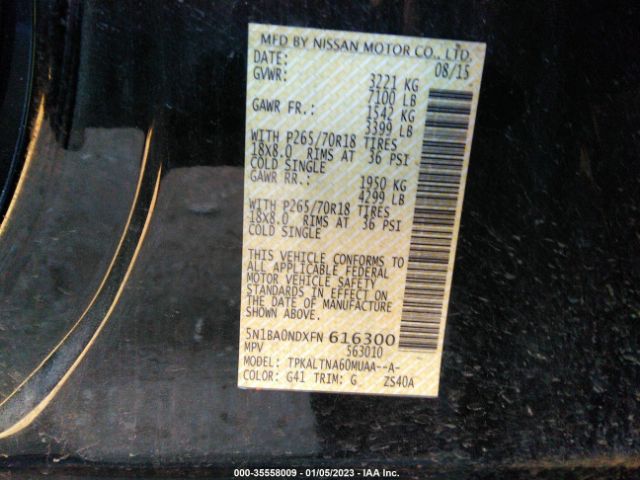 MFD BY NISSAN MOTOR CO., LTD.
DATE: 08/15
GVWR: 3221 KG
7100 LB
GAWR FR.: 1542 KG
3399 LB
WITH P265/70R18 TIRES
18X8.0 RIMS AT 36 PSI
COLD SINGLE
GAWR RR.: 1950 KG
4299 LB
WITH P265/70R18 TIRES
18X8.0 RIMS AT 36 PSI
COLD SINGLE
THIS VEHICLE CONFORMS TO
ALL APPLICABLE FEDERAL
MOTOR VEHICLE SAFETY
STANDARDS IN EFFECT ON
THE DATE OF MANUFACTURE
SHOWN ABOVE.
5N1BA0NDXFN 616300
MPV S63010
MODEL: TPKALTNA60MUAA--A-
COLOR: G41 TRIM: G ZS40A
000-35558009 - 01/05/2023 - IAA Inc.